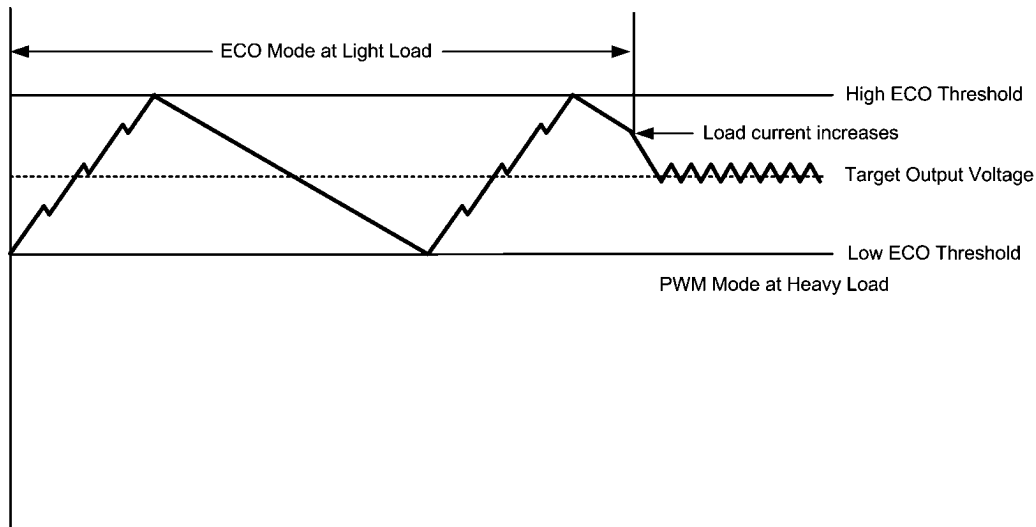 ECO Mode at Light Load
High ECO Threshold
Load current increases
Target Output Voltage
Low ECO Threshold
PWM Mode at Heavy Load